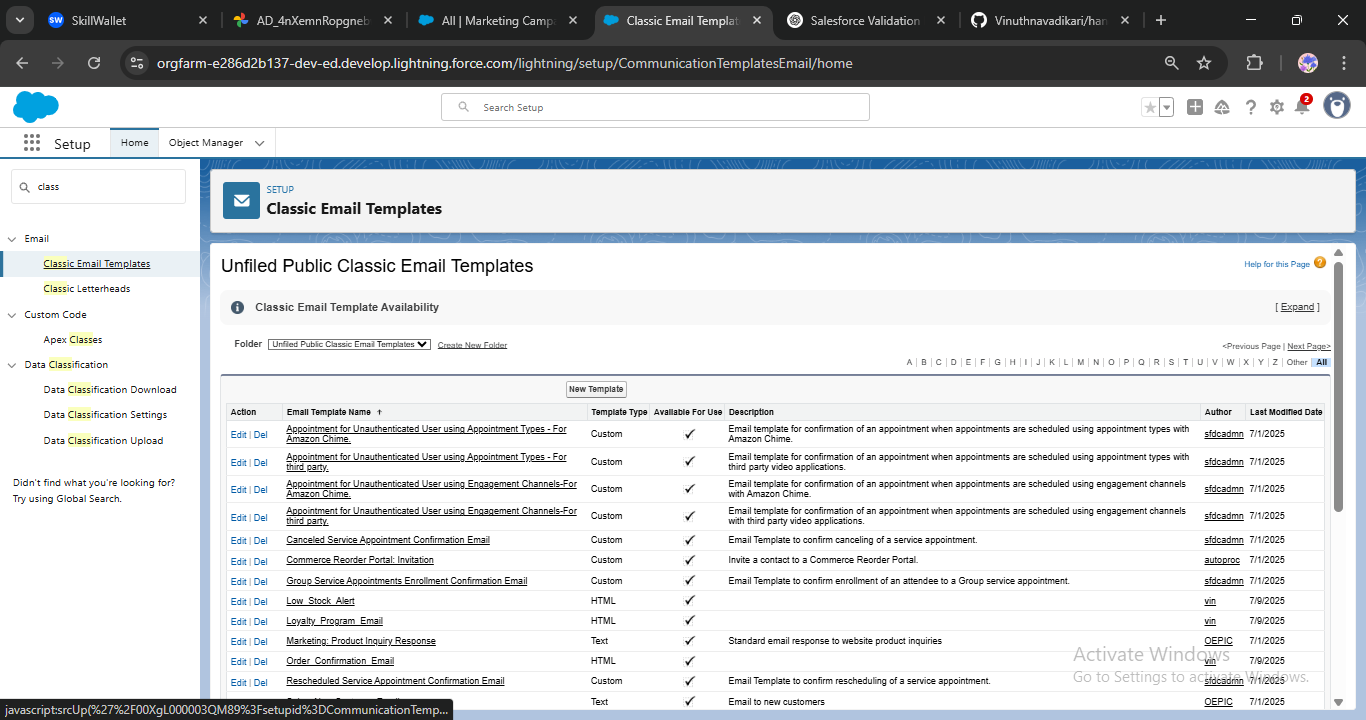 SkillWallet
AD_4nXemnRopgneb
All | Marketing Camp
Classic Email Templat
Salesforce Validation
Vinuthnavadikari/han
orgfarm-e286d2b137-dev-ed.develop.lightning.force.com/lightning/setup/CommunicationTemplatesEmail/home
Search Setup
2
Setup
Home
Object Manager
class
Email
Classic Email Templates
Classic Letterheads
Custom Code
Apex Classes
Data Classification
Data Classification Download
Data Classification Settings
Data Classification Upload
Didn't find what you're looking for?
Try using Global Search.
SETUP
Classic Email Templates
Unfiled Public Classic Email Templates
Help for this Page
Classic Email Template Availability
[ Expand ]
Folder Unfiled Public Classic Email Templates Create New Folder
<Previous Page | Next Page>
A | B | C | D | E | F | G | H | I | J | K | L | M | N | O | P | Q | R | S | T | U | V | W | X | Y | Z | Other | All
New Template
Action Email Template Name Template Type Available For Use Description Author Last Modified Date
Edit | Del Appointment for Unauthenticated User using Appointment Types - For Amazon Chime. Custom Email template for confirmation of an appointment when appointments are scheduled using appointment types with Amazon Chime. sfdcadmn 7/1/2025
Edit | Del Appointment for Unauthenticated User using Appointment Types - For third party. Custom Email template for confirmation of an appointment when appointments are scheduled using appointment types with third party video applications. sfdcadmn 7/1/2025
Edit | Del Appointment for Unauthenticated User using Engagement Channels-For Amazon Chime. Custom Email template for confirmation of an appointment when appointments are scheduled using engagement channels with Amazon Chime. sfdcadmn 7/1/2025
Edit | Del Appointment for Unauthenticated User using Engagement Channels-For third party. Custom Email template for confirmation of an appointment when appointments are scheduled using engagement channels with third party video applications. sfdcadmn 7/1/2025
Edit | Del Canceled Service Appointment Confirmation Email Custom Email Template to confirm canceling of a service appointment. sfdcadmn 7/1/2025
Edit | Del Commerce Reorder Portal: Invitation Custom Invite a contact to a Commerce Reorder Portal. autoproc 7/1/2025
Edit | Del Group Service Appointments Enrollment Confirmation Email Custom Email Template to confirm enrollment of an attendee to a Group service appointment. sfdcadmn 7/1/2025
Edit | Del Low_Stock_Alert HTML vin 7/9/2025
Edit | Del Loyalty_Program_Email HTML vin 7/9/2025
Edit | Del Marketing: Product Inquiry Response Text Standard email response to website product inquiries OEPIC 7/1/2025
Edit | Del Order_Confirmation_Email HTML vin 7/9/2025
Edit | Del Rescheduled Service Appointment Confirmation Email Custom Email Template to confirm rescheduling of a service appointment. sfdcadmn 7/1/2025
Text Email to new customers OEPIC 7/1/2025
Activate Windows
Go to Settings to activate Windows.
javascript:srcUp(%27%2F00XgL000003QM89%3Fsetupid%3DCommunicationTemp...